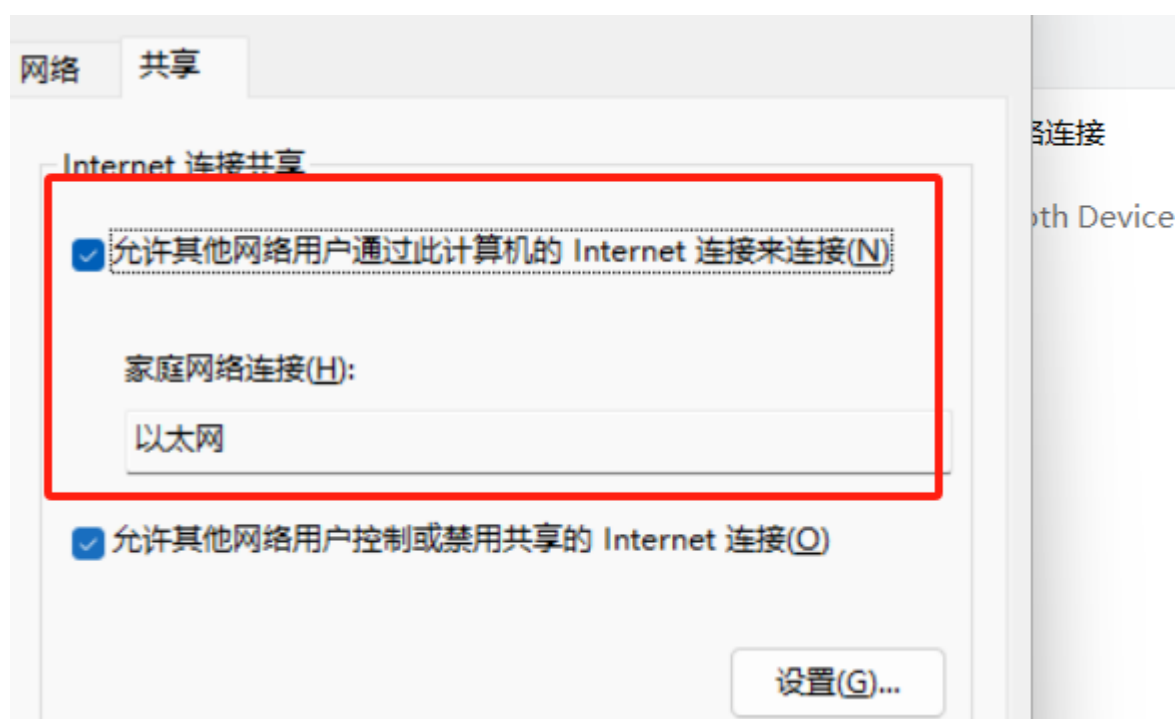 网络
共享
Internet 连接共享
允许其他网络用户通过此计算机的 Internet 连接来连接(N)
家庭网络连接(H):
以太网
允许其他网络用户控制或禁用共享的 Internet 连接(O)
设置(G)...
连接
Device